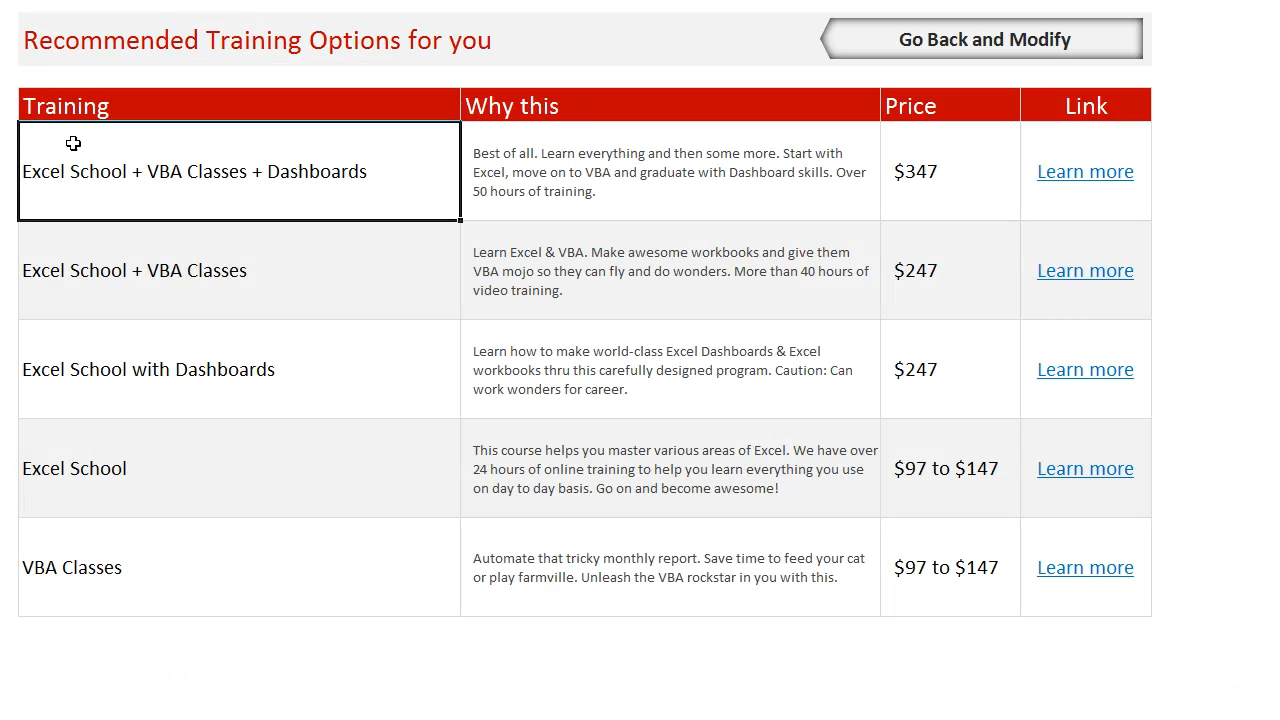 Recommended Training Options for you
Go Back and Modify
Training
Why this
Price
Link
Excel School + VBA Classes + Dashboards
Best of all. Learn everything and then some more. Start with
Excel, move on to VBA and graduate with Dashboard skills. Over
50 hours of training.
$347
Learn more
Excel School + VBA Classes
Learn Excel & VBA. Make awesome workbooks and give them
VBA mojo so they can fly and do wonders. More than 40 hours of
video training.
$247
Learn more
Excel School with Dashboards
Learn how to make world-class Excel Dashboards & Excel
workbooks thru this carefully designed program. Caution: Can
work wonders for career.
$247
Learn more
Excel School
This course helps you master various areas of Excel. We have over
24 hours of online training to help you learn everything you use
on day to day basis. Go on and become awesome!
$97 to $147
Learn more
VBA Classes
Automate that tricky monthly report. Save time to feed your cat
or play farmville. Unleash the VBA rockstar in you with this.
$97 to $147
Learn more